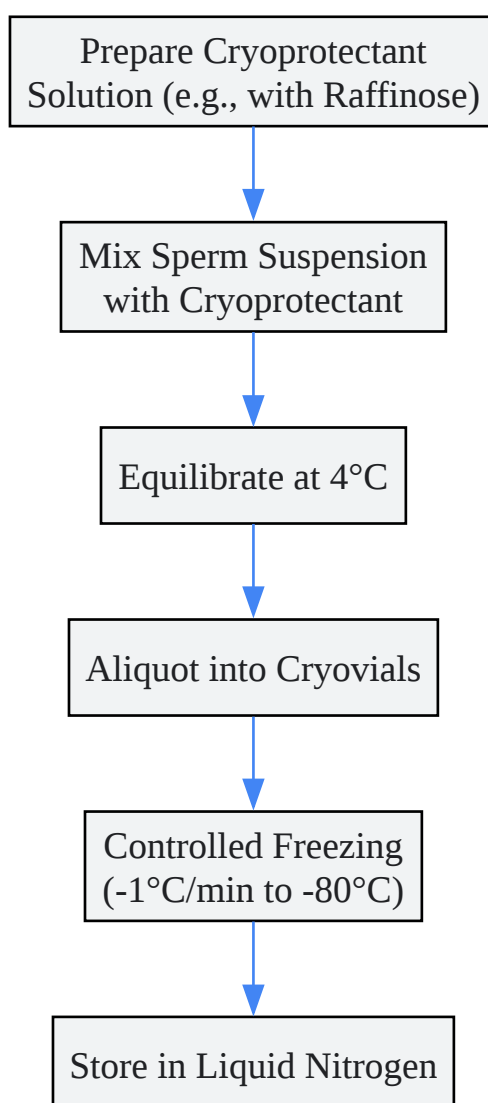 Prepare Cryoprotectant
Solution (e.g., with Raffinose)
Mix Sperm Suspension
with Cryoprotectant
Equilibrate at 4°C
Aliquot into Cryovials
Controlled Freezing
(-1°C/min to -80°C)
Store in Liquid Nitrogen